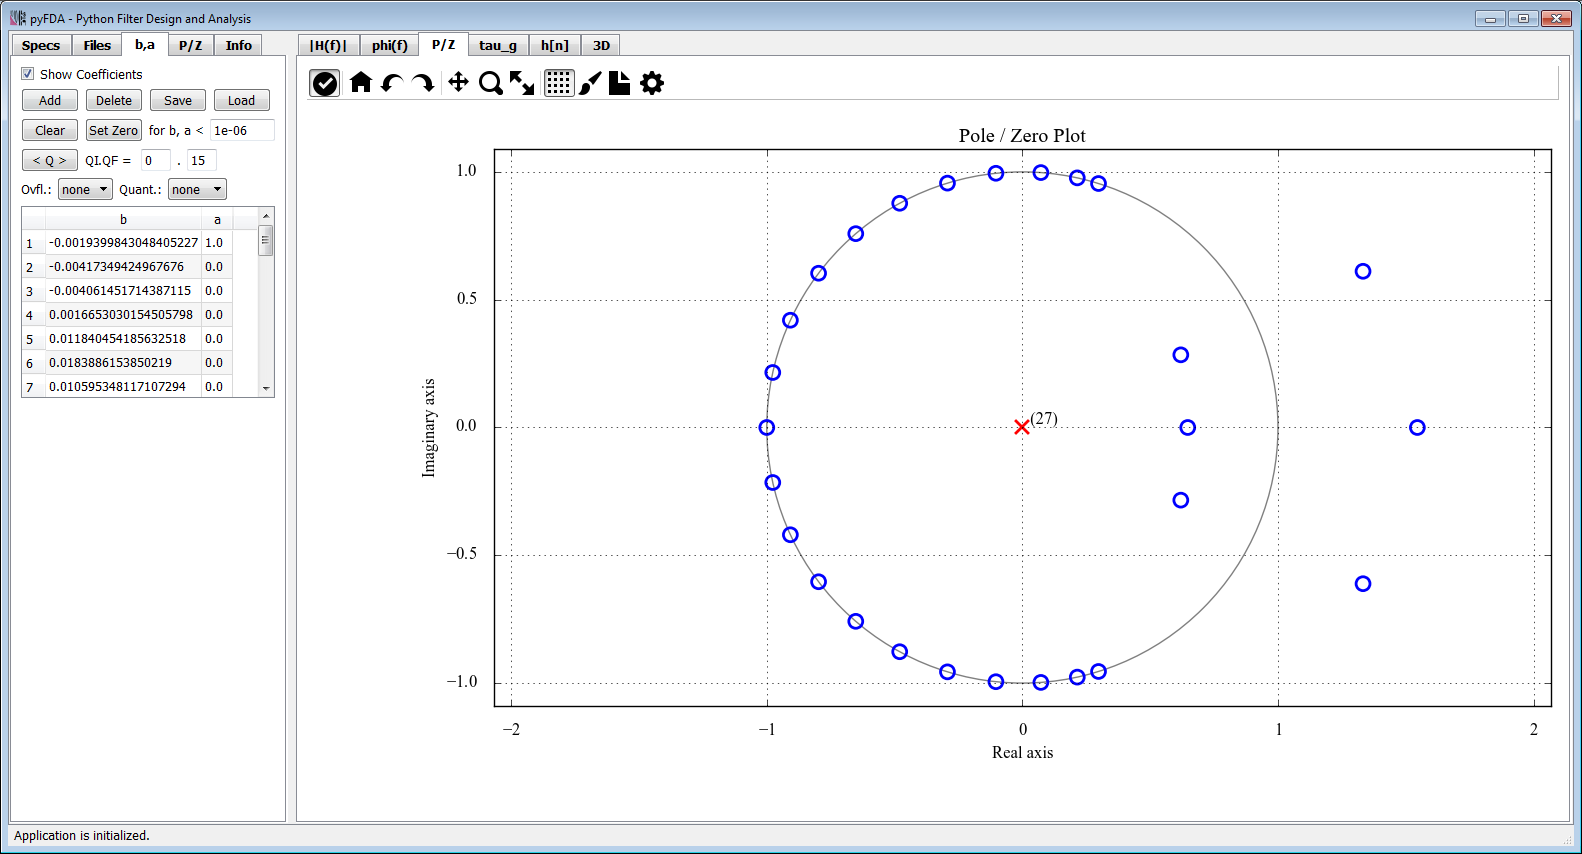 pyFDA - Python Filter Design and Analysis
Specs Files b,a P/Z Info
|H(f)| phi(f) P/Z tau_g h[n] 3D
Show Coefficients
Add Delete Save Load
Clear Set Zero for b, a < 1e-06
< Q > QI.QF = 0 . 15
Ovfl.: none Quant.: none
b a
1 -0.0019399843048405227 1.0
2 -0.00417349424967676 0.0
3 -0.004061451714387115 0.0
4 0.0016653030154505798 0.0
5 0.011840454185632518 0.0
6 0.0183886153850219 0.0
7 0.010595348117107294 0.0
Pole / Zero Plot
1.0
0.5
0.0
−0.5
−1.0
Imaginary axis
(27)
−2 −1 0 1 2
Real axis
Application is initialized.